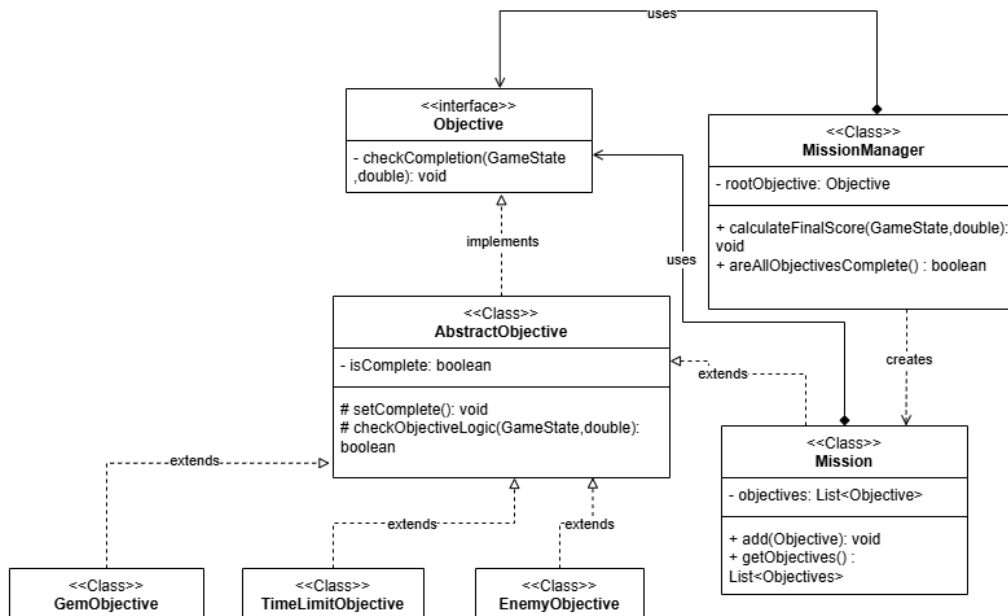 uses
<<interface>>
Objective
- checkCompletion(GameState
,double): void
<<Class>>
MissionManager
- rootObjective: Objective
+ calculateFinalScore(GameState,double):
void
+ areAllObjectivesComplete() : boolean
implements
uses
<<Class>>
AbstractObjective
- isComplete: boolean
# setComplete(): void
# checkObjectiveLogic(GameState,double):
boolean
extends
creates
<<Class>>
Mission
- objectives: List<Objective>
+ add(Objective): void
+ getObjectives() :
List<Objectives>
extends
extends
extends
<<Class>>
GemObjective
<<Class>>
TimeLimitObjective
<<Class>>
EnemyObjective